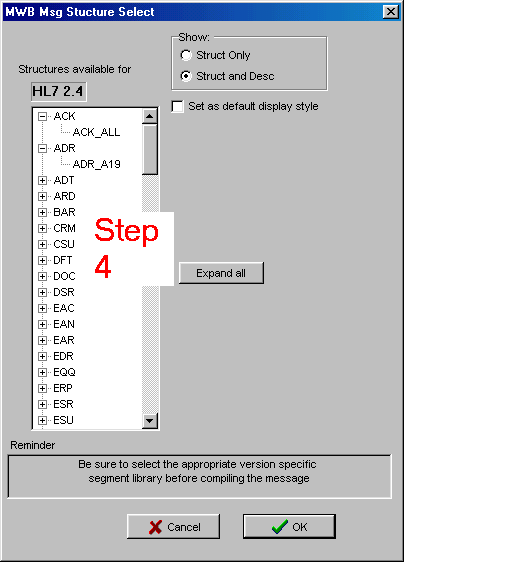 MWB Msg Stucture Select
Show:
Struct Only
Struct and Desc
Structures available for
HL7 2.4
Set as default display style
ACK
ACK_ALL
ADR
ADR_A19
ADT
ARD
BAR
CRM
CSU
DFT
DOC
DSR
EAC
EAN
EAR
EDR
EQQ
ERP
ESR
ESU
Step
4
Expand all
Reminder
Be sure to select the appropriate version specific
segment library before compiling the message
Cancel
OK